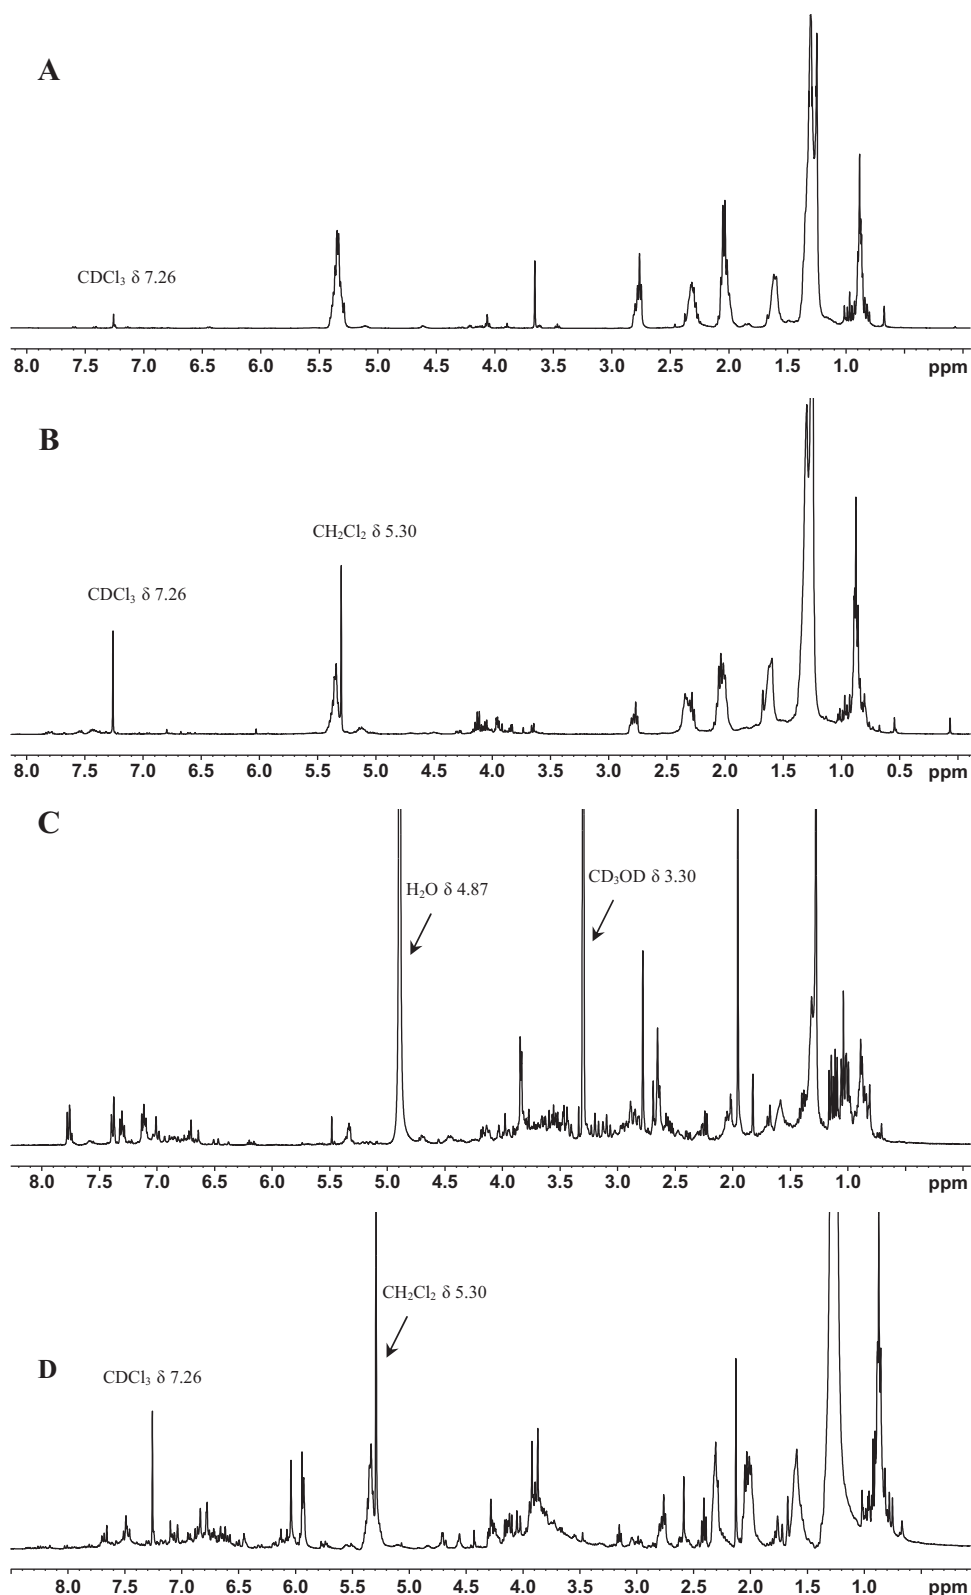 A
CDCl₃ δ 7.26
8.0 7.5 7.0 6.5 6.0 5.5 5.0 4.5 4.0 3.5 3.0 2.5 2.0 1.5 1.0 ppm
B
CH₂Cl₂ δ 5.30
CDCl₃ δ 7.26
8.0 7.5 7.0 6.5 6.0 5.5 5.0 4.5 4.0 3.5 3.0 2.5 2.0 1.5 1.0 0.5 ppm
C
CD₃OD δ 3.30
H₂O δ 4.87
8.0 7.5 7.0 6.5 6.0 5.5 5.0 4.5 4.0 3.5 3.0 2.5 2.0 1.5 1.0 ppm
CH₂Cl₂ δ 5.30
D
CDCl₃ δ 7.26
8.0 7.5 7.0 6.5 6.0 5.5 5.0 4.5 4.0 3.5 3.0 2.5 2.0 1.5 1.0 ppm